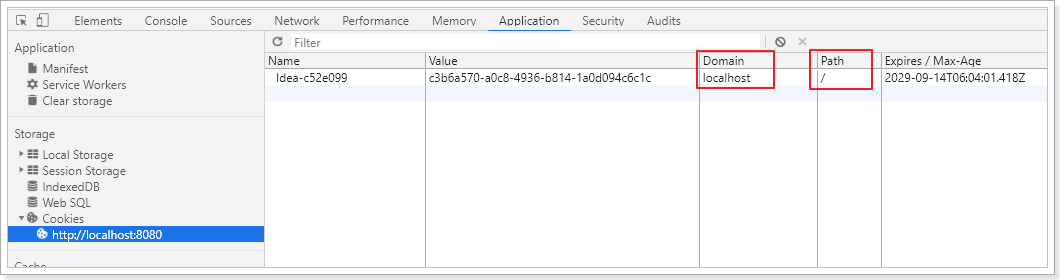 Elements Console Sources Network Performance Memory Application Security Audits
Application
Manifest
Service Workers
Clear storage
Storage
Local Storage
Session Storage
IndexedDB
Web SQL
Cookies
http://localhost:8080
Cache
Filter
Name Value Domain Path Expires / Max-Age
Idea-c52e099 c3b6a570-a0c8-4936-b814-1a0d094c6c1c localhost / 2029-09-14T06:04:01.418Z